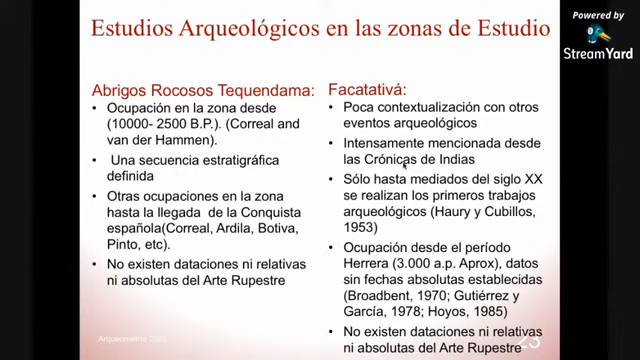 Estudios Arqueológicos en las zonas de Estudio
Powered by
StreamYard
Abrigos Rocosos Tequendama:
• Ocupación en la zona desde
(10000- 2500 B.P.). (Correal and
van der Hammen).
• Una secuencia estratigráfica
definida
• Otras ocupaciones en la zona
hasta la llegada de la Conquista
española(Correal, Ardila, Botiva,
Pinto, etc).
• No existen dataciones ni relativas
ni absolutas del Arte Rupestre
Facatativá:
• Poca contextualización con otros
eventos arqueológicos
• Intensamente mencionada desde
las Crónicas de Indias
• Sólo hasta mediados del siglo XX
se realizan los primeros trabajos
arqueológicos (Haury y Cubillos,
1953)
• Ocupación desde el período
Herrera (3.000 a.p. Aprox), datos
sin fechas absolutas establecidas
(Broadbent, 1970; Gutiérrez y
García, 1978; Hoyos, 1985)
• No existen dataciones ni relativas
ni absolutas del Arte Rupestre
Arqueometría 2020
23